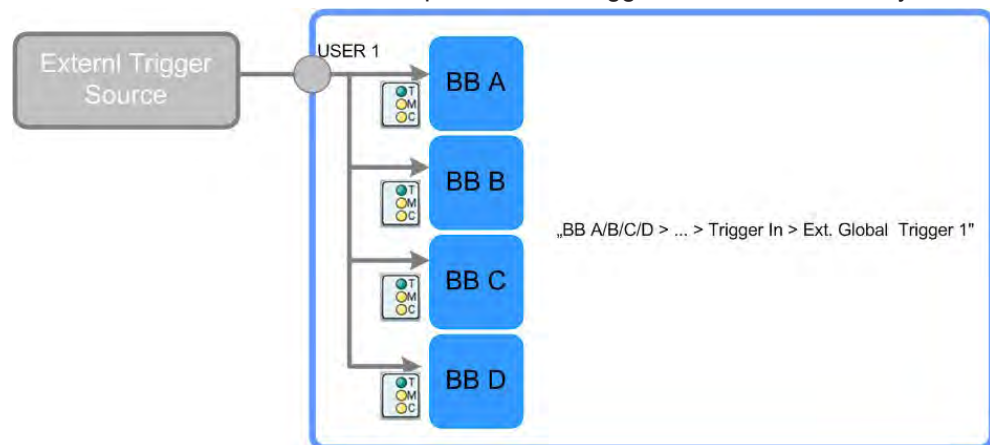 Externl Trigger
Source
USER 1
T
M
C
BB A
T
M
C
BB B
T
M
C
BB C
T
M
C
BB D
„BB A/B/C/D > ... > Trigger In > Ext. Global Trigger 1"